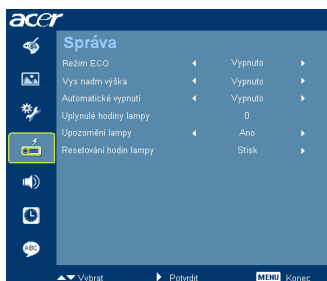 acer
Správa
Režim ECO Vypnuto
Vys nadm výška Vypnuto
Automatické vypnutí Vypnuto
Uplynulé hodiny lampy 0
Upozornění lampy Ano
Resetování hodin lampy Stisk
ABC
Vybrat Potvrdit MENU Konec